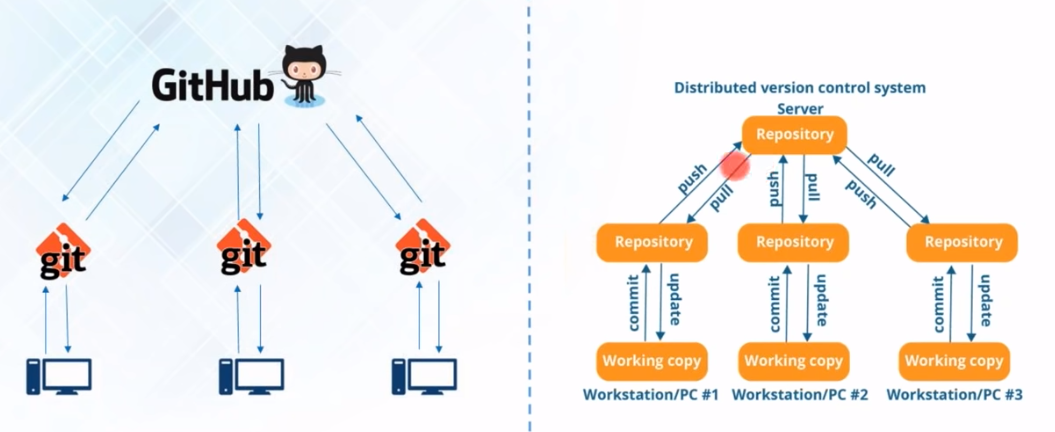 GitHub
git
git
git
Distributed version control system
Server
Repository
push
pull
push
pull
push
pull
Repository
Repository
Repository
commit
update
commit
update
commit
update
Working copy
Working copy
Working copy
Workstation/PC #1
Workstation/PC #2
Workstation/PC #3